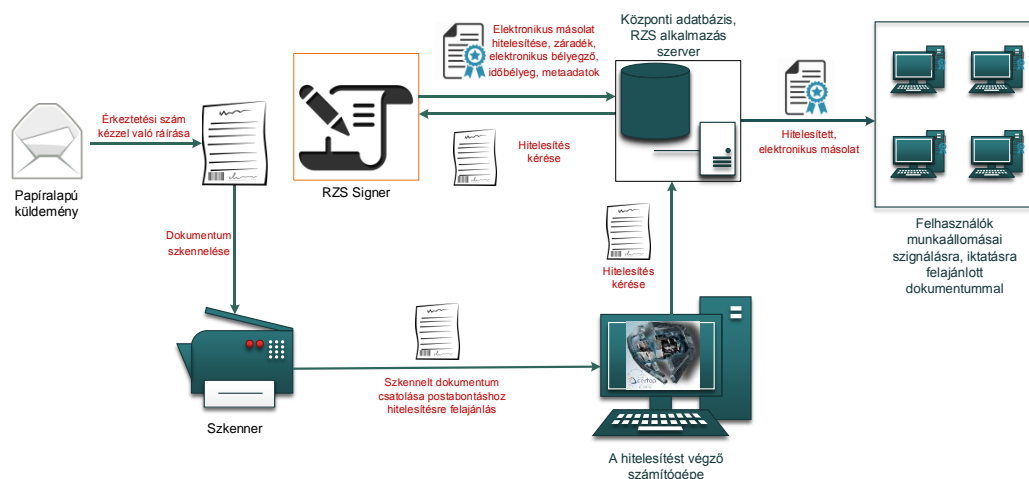 Papíralapú
küldemény
Érkeztetési szám
kézzel való ráírása
Dokumentum
szkennelése
Szkenner
Szkennelt dokumentum
csatolása postabontáshoz
hitelesítésre felajánlás
A hitelesítést végző
számítógépe
Hitelesítés
kérése
RZS Signer
Hitelesítés
kérése
Elektronikus másolat
hitelesítése, záradék,
elektronikus bélyegző,
időbélyeg, metaadatok
Központi adatbázis,
RZS alkalmazás
szerver
Hitelesített,
elektronikus másolat
Felhasználók
munkaállomásai
szignálásra, iktatásra
felajánlott
dokumentummal